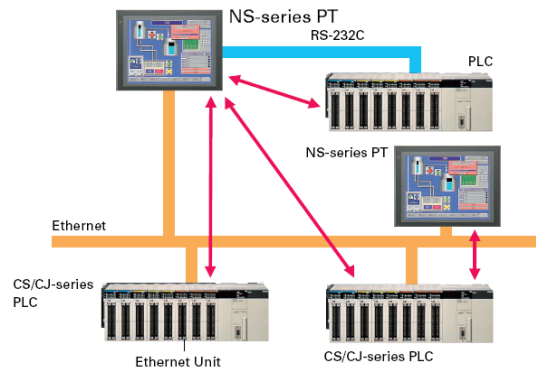 NS-series PT
RS-232C
PLC
NS-series PT
Ethernet
CS/CJ-series
PLC
Ethernet Unit
CS/CJ-series PLC